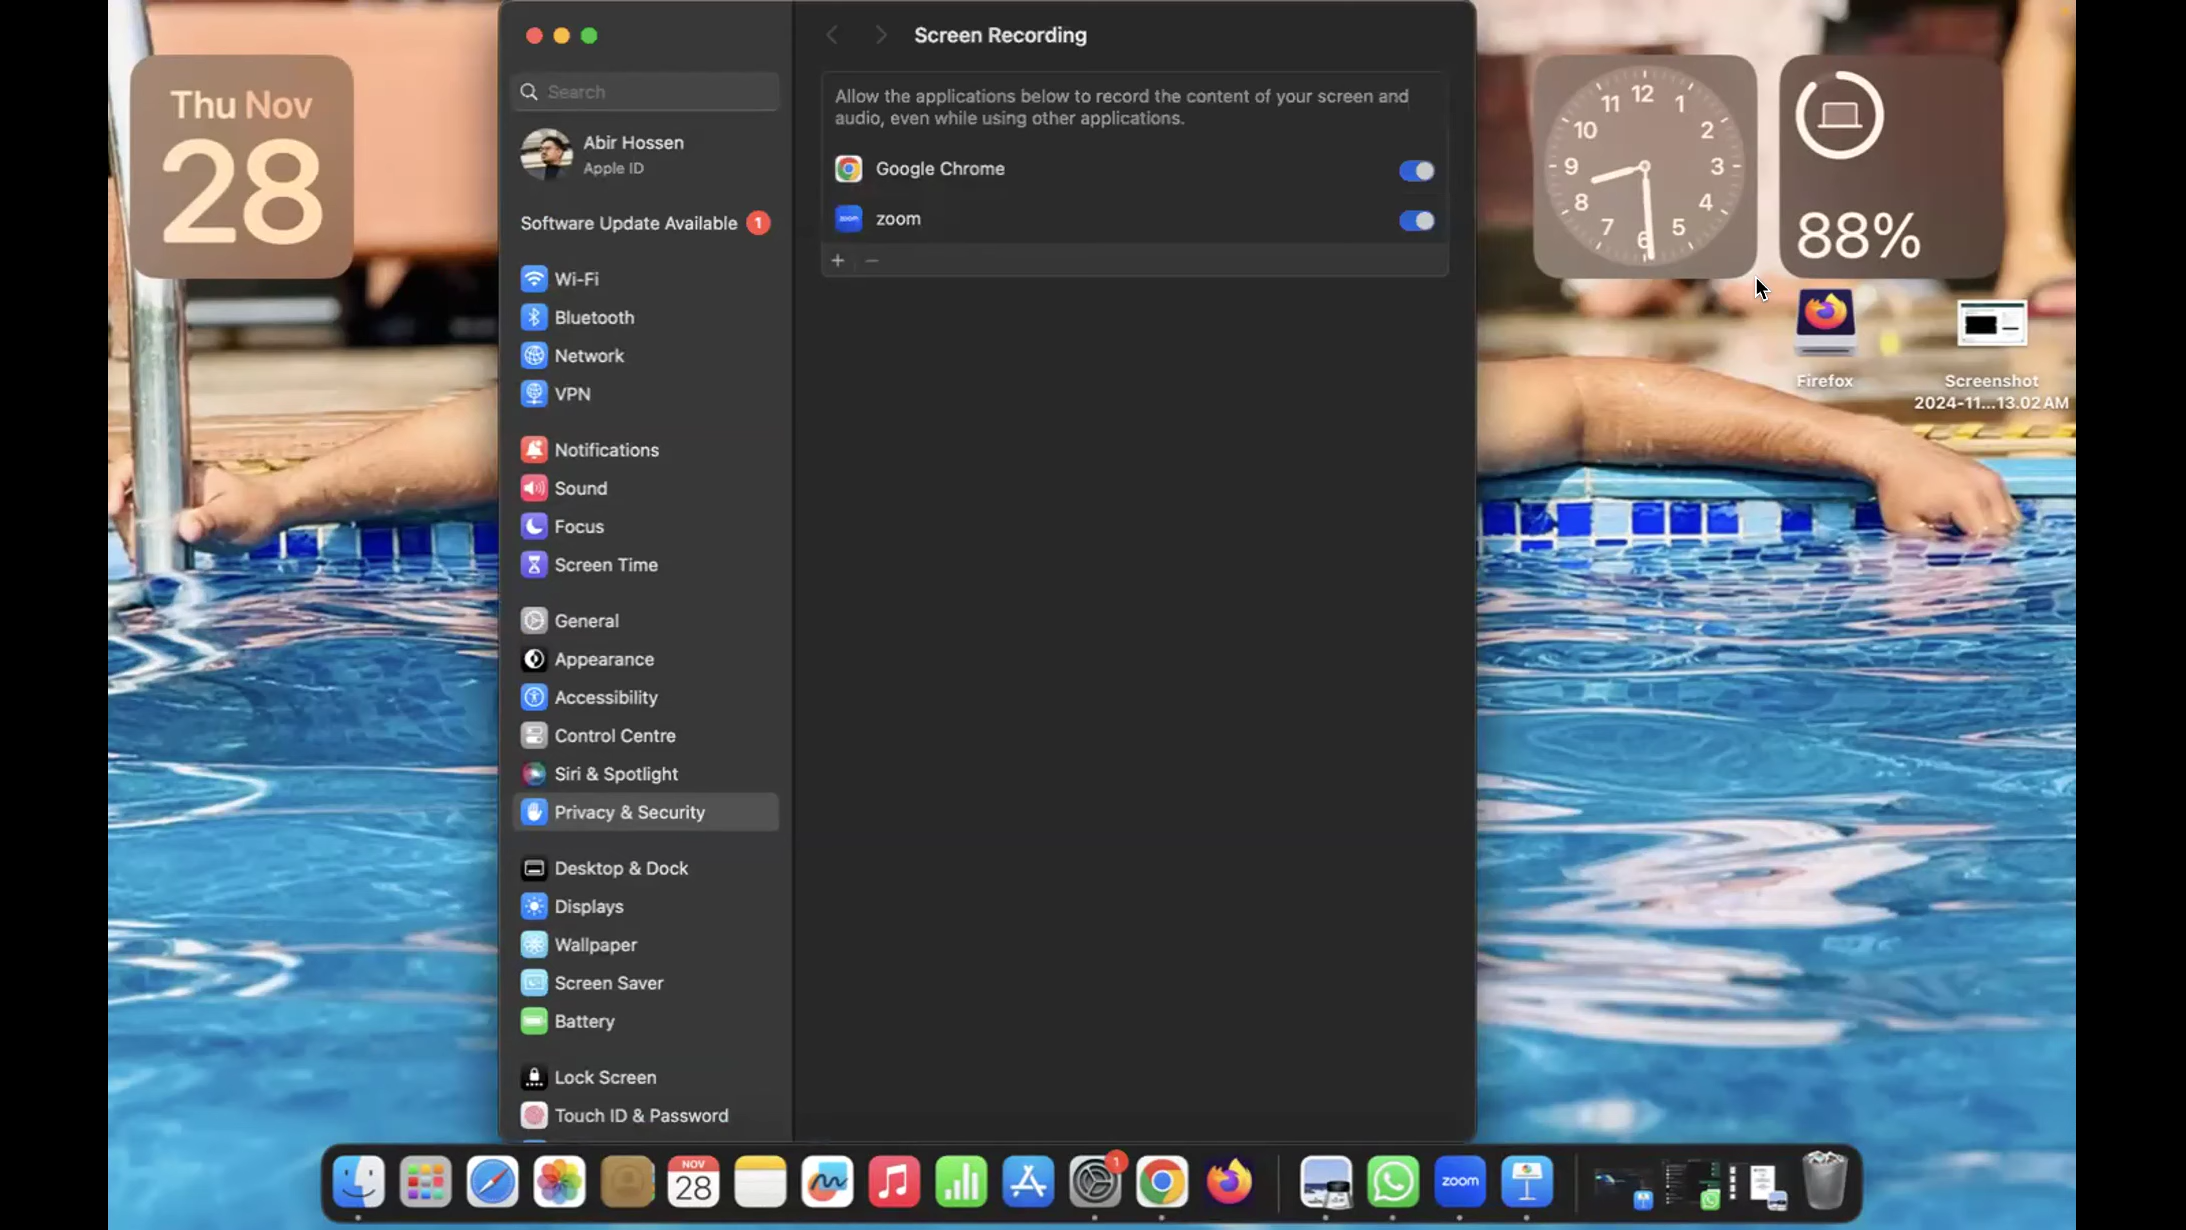 Thu Nov
28
Search
Abir Hossen
Apple ID
Software Update Available 1
Wi-Fi
Bluetooth
Network
VPN
Notifications
Sound
Focus
Screen Time
General
Appearance
Accessibility
Control Centre
Siri & Spotlight
Privacy & Security
Desktop & Dock
Displays
Wallpaper
Screen Saver
Battery
Lock Screen
Touch ID & Password
Screen Recording
Allow the applications below to record the content of your screen and
audio, even while using other applications.
Google Chrome
zoom
zoom
+ −
12
1
2
3
4
5
6
7
8
9
10
11
88%
Firefox
Screenshot
2024-11...13.02 AM
NOV
28
1
zoom